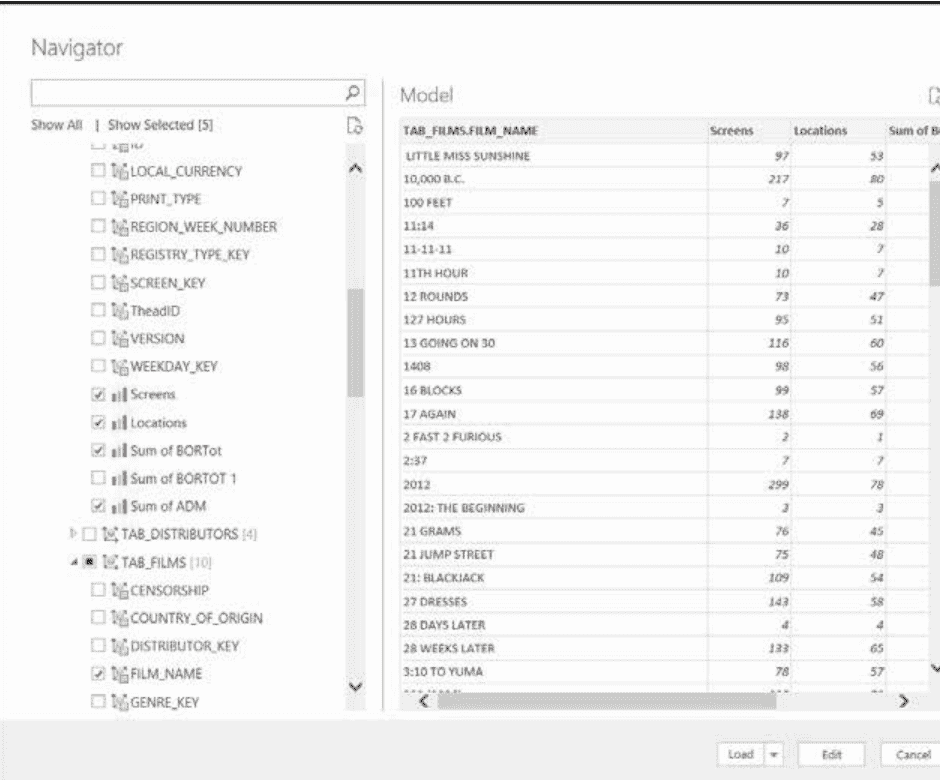 Navigator
Show All | Show Selected [5]
ID
LOCAL_CURRENCY
PRINT_TYPE
REGION_WEEK_NUMBER
REGISTRY_TYPE_KEY
SCREEN_KEY
TheadID
VERSION
WEEKDAY_KEY
Screens
Locations
Sum of BORTot
Sum of BORTOT 1
Sum of ADM
TAB_DISTRIBUTORS [4]
TAB_FILMS [10]
CENSORSHIP
COUNTRY_OF_ORIGIN
DISTRIBUTOR_KEY
FILM_NAME
GENRE_KEY
Model
TAB_FILMS.FILM_NAME Screens Locations Sum of B
LITTLE MISS SUNSHINE 97 53
10,000 B.C. 217 80
100 FEET 7 5
11:14 36 28
11-11-11 10 7
11TH HOUR 10 7
12 ROUNDS 73 47
127 HOURS 95 51
13 GOING ON 30 116 60
1408 98 56
16 BLOCKS 99 57
17 AGAIN 138 69
2 FAST 2 FURIOUS 2 1
2:37 7 7
2012 299 78
2012: THE BEGINNING 3 3
21 GRAMS 76 45
21 JUMP STREET 75 48
21: BLACKJACK 109 54
27 DRESSES 143 58
28 DAYS LATER 4 4
28 WEEKS LATER 133 65
3:10 TO YUMA 78 57
Load Edit Cancel